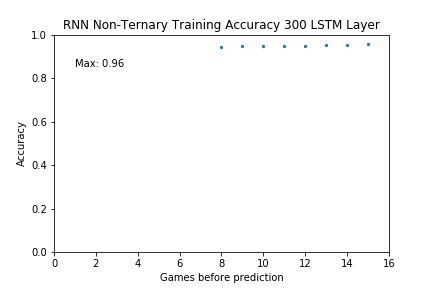 RNN Non-Ternary Training Accuracy 300 LSTM Layer
1.0
Max: 0.96
0.8
0.6
Accuracy
0.4
0.2
0.0
0 2 4 6 8 10 12 14 16
Games before prediction